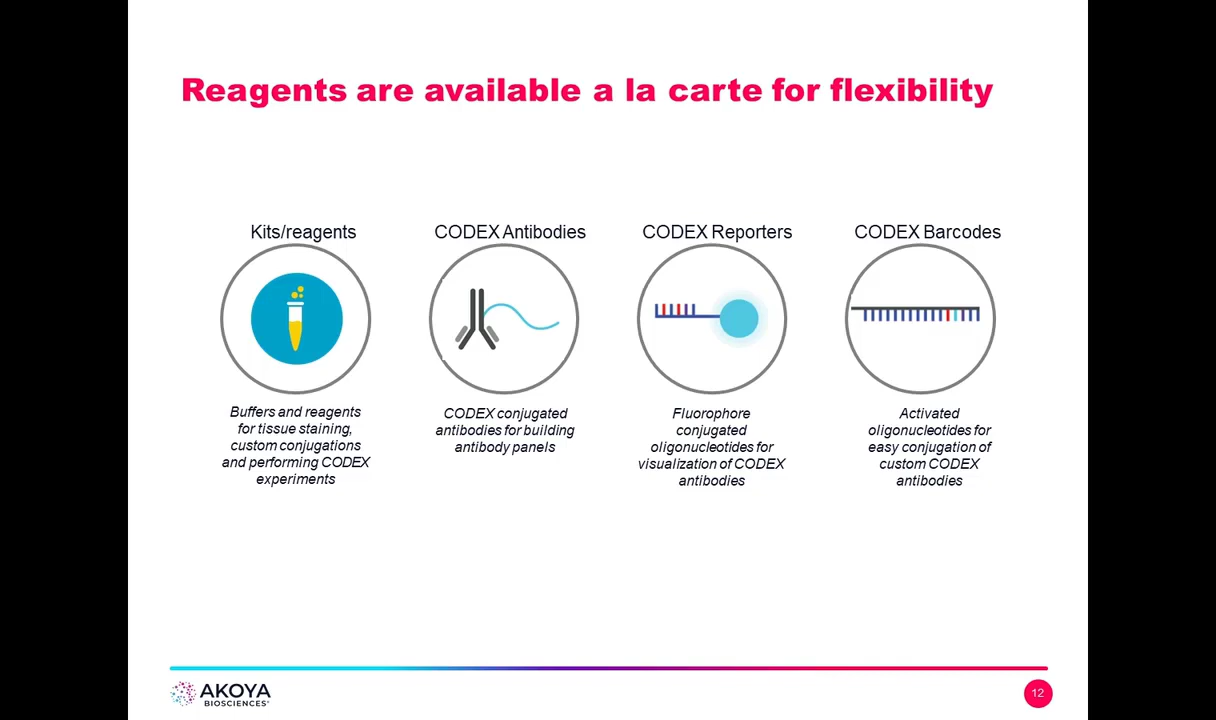 Reagents are available a la carte for flexibility
Kits/reagents
Buffers and reagents
for tissue staining,
custom conjugations
and performing CODEX
experiments
CODEX Antibodies
CODEX conjugated
antibodies for building
antibody panels
CODEX Reporters
Fluorophore
conjugated
oligonucleotides for
visualization of CODEX
antibodies
CODEX Barcodes
Activated
oligonucleotides for
easy conjugation of
custom CODEX
antibodies
AKOYA
BIOSCIENCES
12